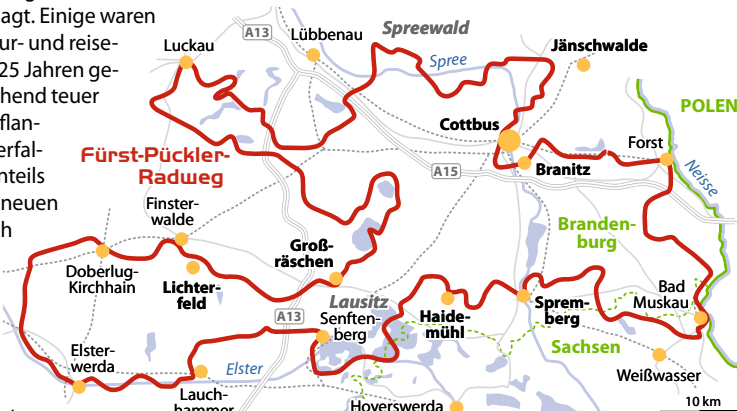 agt. Einige waren
ur- und reise-
25 Jahren ge-
hend teuer
flan-
erfal-
nteils
neuen
h
A13
Lübbenau
Spreewald
Luckau
Spree
Jänschwalde
POLEN
Cottbus
Forst
Fürst-Pückler-
Radweg
A15
Branitz
Neisse
Finster-
walde
Branden-
burg
Groß-
räschen
Doberlug-
Kirchhain
Lichter-
feld
Lausitz
Bad
Muskau
A13
Senften-
berg
Haide-
mühl
Sprem-
berg
Sachsen
Elster-
werda
Elster
Weißwasser
Lauch-
hammer
Hoyerswerda
10 km